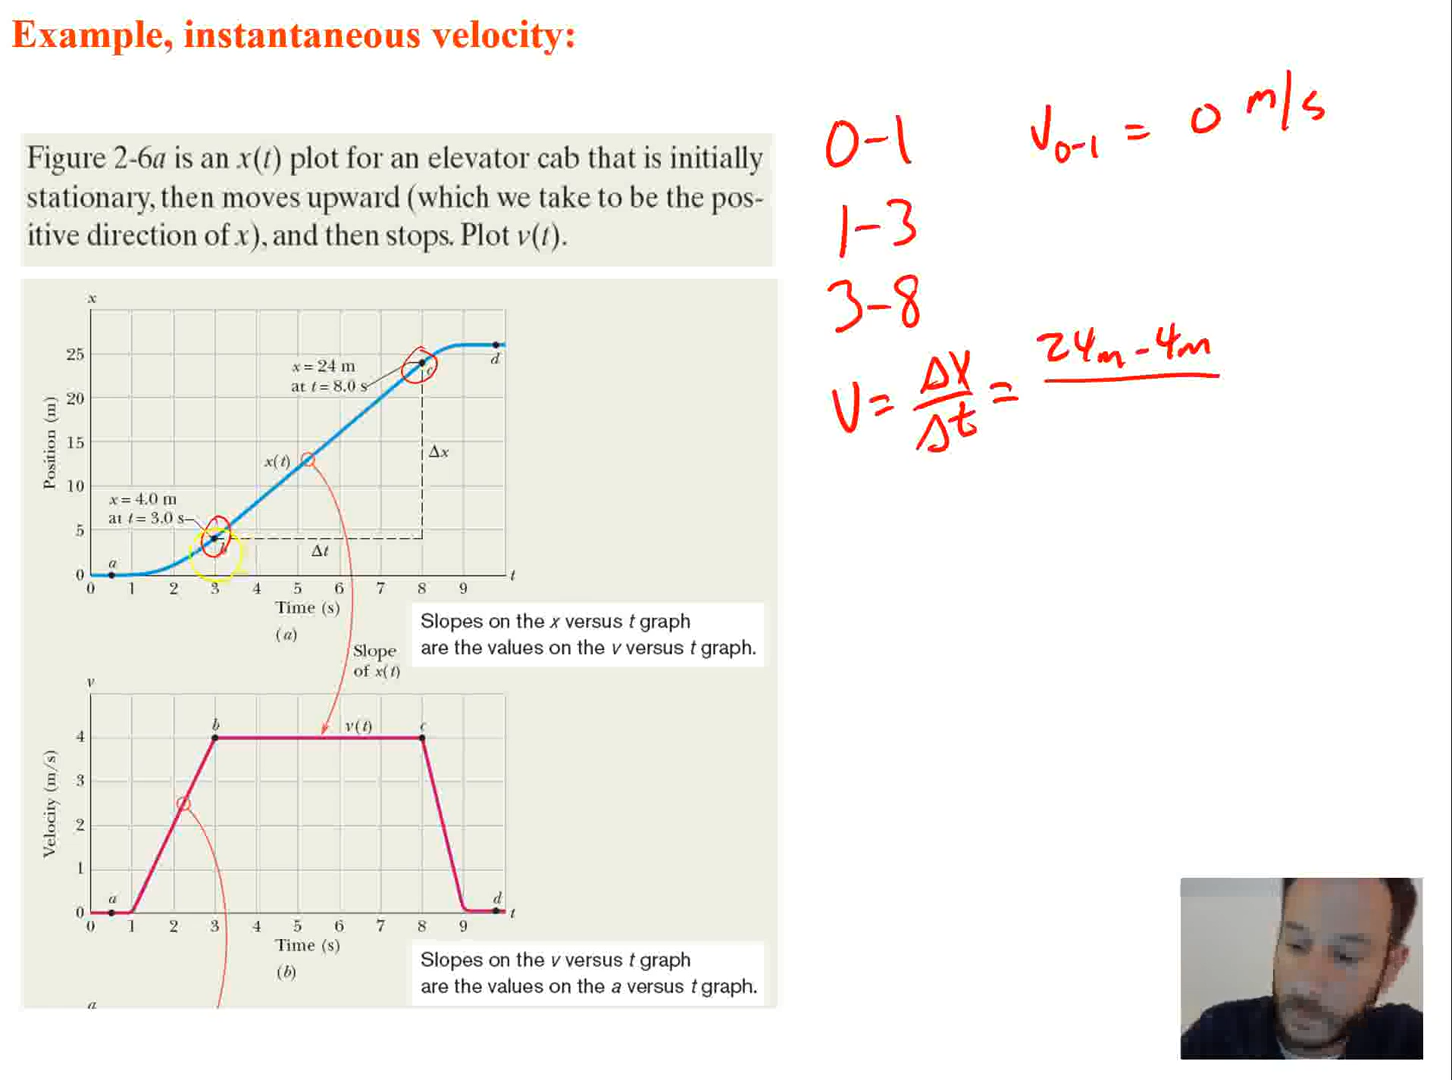 Example, instantaneous velocity:
Figure 2-6a is an x(t) plot for an elevator cab that is initially
stationary, then moves upward (which we take to be the pos-
itive direction of x), and then stops. Plot v(t).
x
25
20
15
10
5
0
Position (m)
x = 24 m
at t = 8.0 s
x(t)
x = 4.0 m
at t = 3.0 s
a
b
c
d
Δx
Δt
0 1 2 3 4 5 6 7 8 9
t
Time (s)
(a)
Slopes on the x versus t graph
are the values on the v versus t graph.
Slope
of x(t)
v
4
3
2
1
0
Velocity (m/s)
a
b
v(t)
c
d
0 1 2 3 4 5 6 7 8 9
t
Time (s)
(b)
Slopes on the v versus t graph
are the values on the a versus t graph.
a
0-1 V0-1 = 0 m/s
1-3
3-8
V = ΔX/Δt = 24m-4m